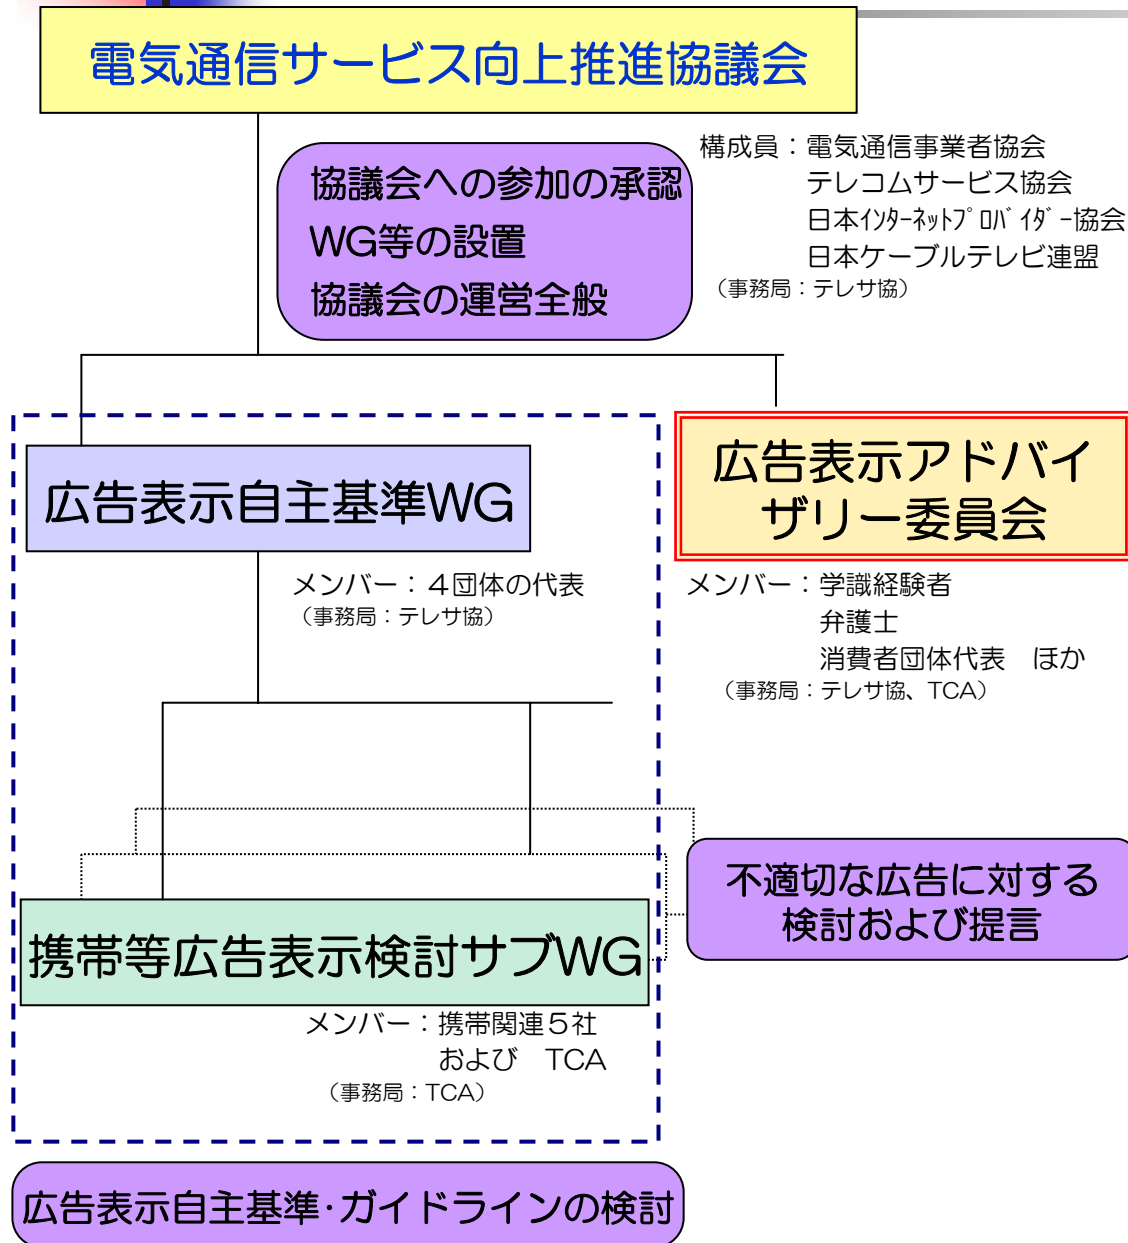 電気通信サービス向上推進協議会
協議会への参加の承認
WG等の設置
協議会の運営全般
構成員：電気通信事業者協会
テレコムサービス協会
日本ｲﾝﾀｰﾈｯﾄﾌﾟﾛﾊﾞｲﾀﾞｰ協会
日本ケーブルテレビ連盟
（事務局：テレサ協）
広告表示自主基準WG
メンバー：４団体の代表
（事務局：テレサ協）
広告表示アドバイ
ザリー委員会
メンバー：学識経験者
弁護士
消費者団体代表　ほか
（事務局：テレサ協、TCA）
不適切な広告に対する
検討および提言
携帯等広告表示検討サブWG
メンバー：携帯関連５社
および　TCA
（事務局：TCA）
広告表示自主基準･ガイドラインの検討